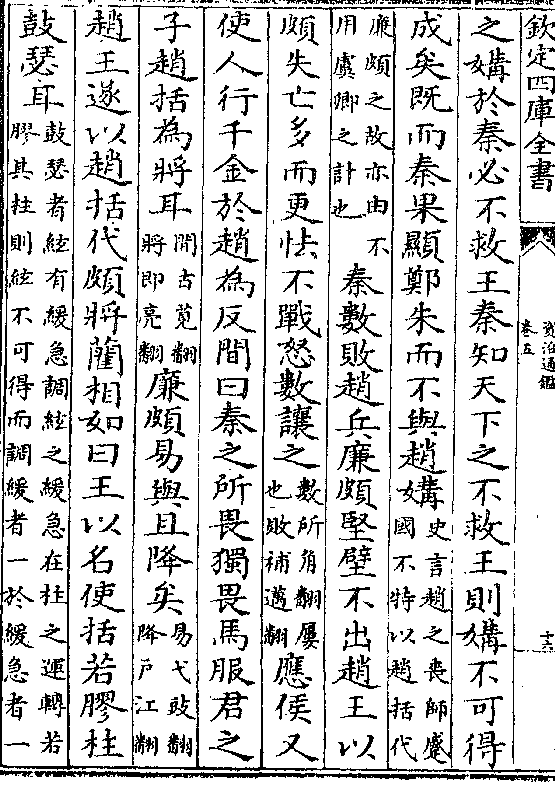 欽定四庫全書
資治通鑑
卷五
十六
之媾於秦必不救王秦知天下之不救王則媾不可得
成矣既而秦果顯鄭朱而不與趙媾史言趙之喪師蹙國不特以趙括代
廉頗之故亦由不用虞卿之計也秦數敗趙兵廉頗堅壁不出趙王以
頗失亡多而更怯不戰怒數讓之數所角翻屢也敗補邁翻應侯又
使人行千金於趙為反間曰秦之所畏獨畏馬服君之
子趙括為將耳間古莧翻將即亮翻廉頗易與且降矣易弋豉翻降戶江翻
趙王遂以趙括代頗將藺相如曰王以名使括若膠柱
鼓瑟耳鼓瑟者絃有緩急調絃之緩急在柱之運轉若膠其柱則絃不可得而調緩者一於緩急者一